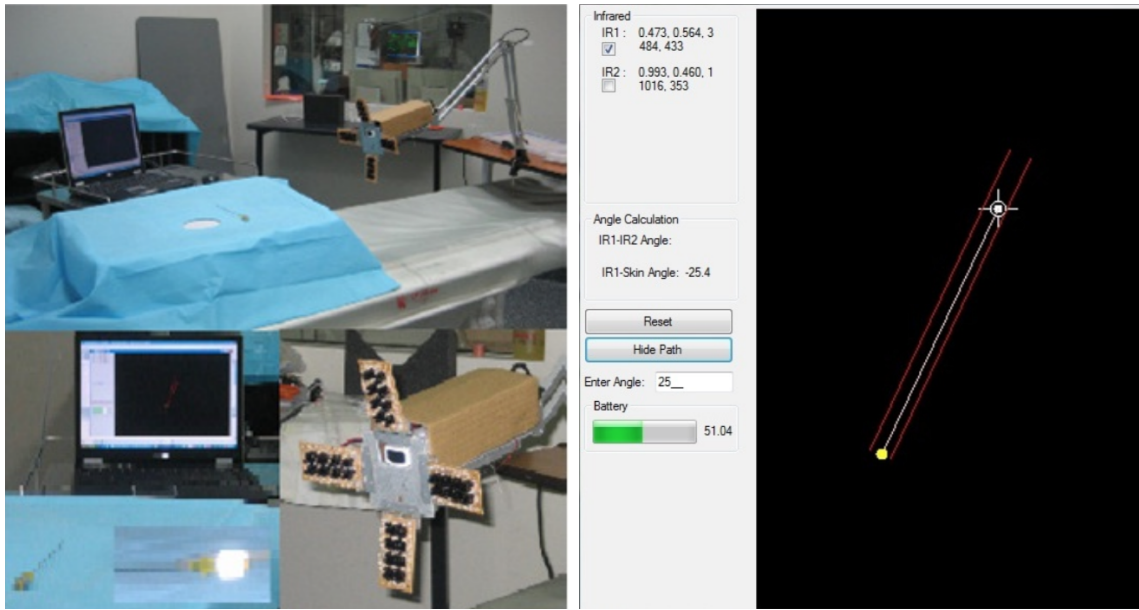 Infrared
IR1 : 0.473, 0.564, 3
484, 433
IR2 : 0.993, 0.460, 1
1016, 353
Angle Calculation
IR1-IR2 Angle:
IR1-Skin Angle: -25.4
Reset
Hide Path
Enter Angle: 25__
Battery
51.04